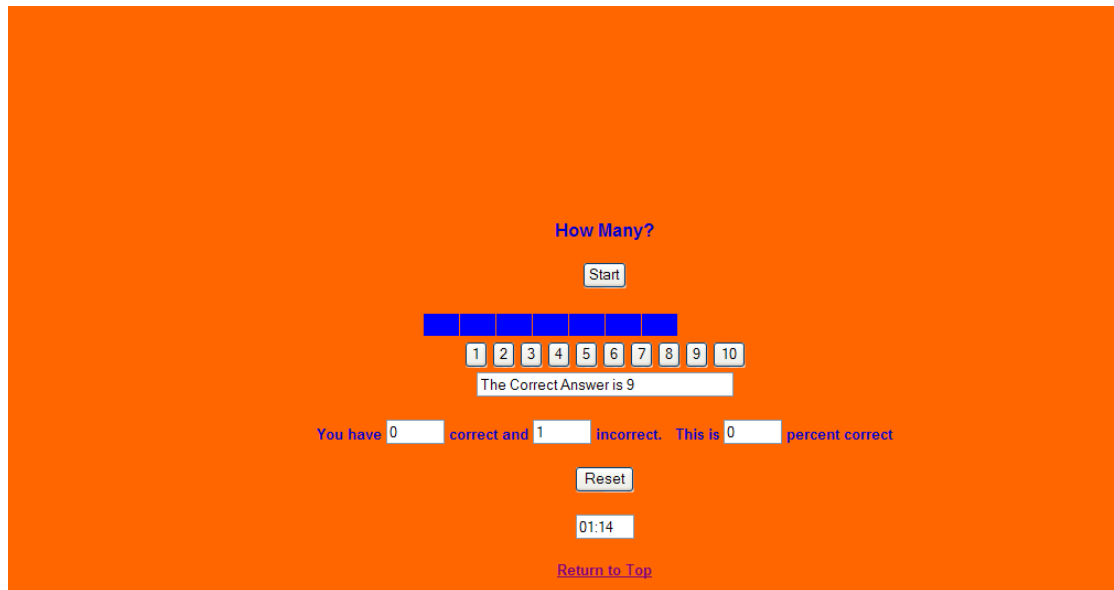 How Many?
Start
1 2 3 4 5 6 7 8 9 10
The Correct Answer is 9
You have 0 correct and 1 incorrect. This is 0 percent correct
Reset
01:14
Return to Top